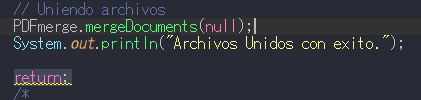 // Uniendo archivos
PDFmerge.mergeDocuments(null);
System.out.println("Archivos Unidos con exito.");
return;
/*